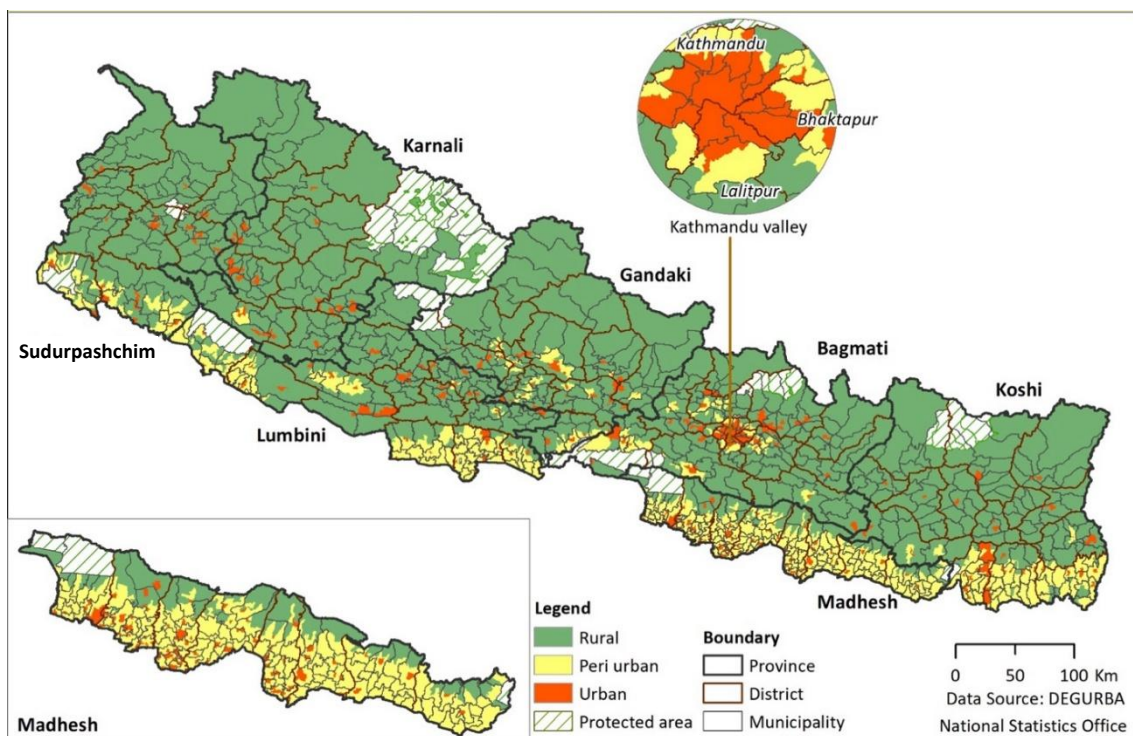 Kathmandu
Bhaktapur
Lalitpur
Kathmandu valley
Karnali
Gandaki
Bagmati
Koshi
Sudurpashchim
Lumbini
Madhesh
Madhesh
Legend
Rural
Peri urban
Urban
Protected area
Boundary
Province
District
Municipality
0 50 100 Km
Data Source: DEGURBA
National Statistics Office